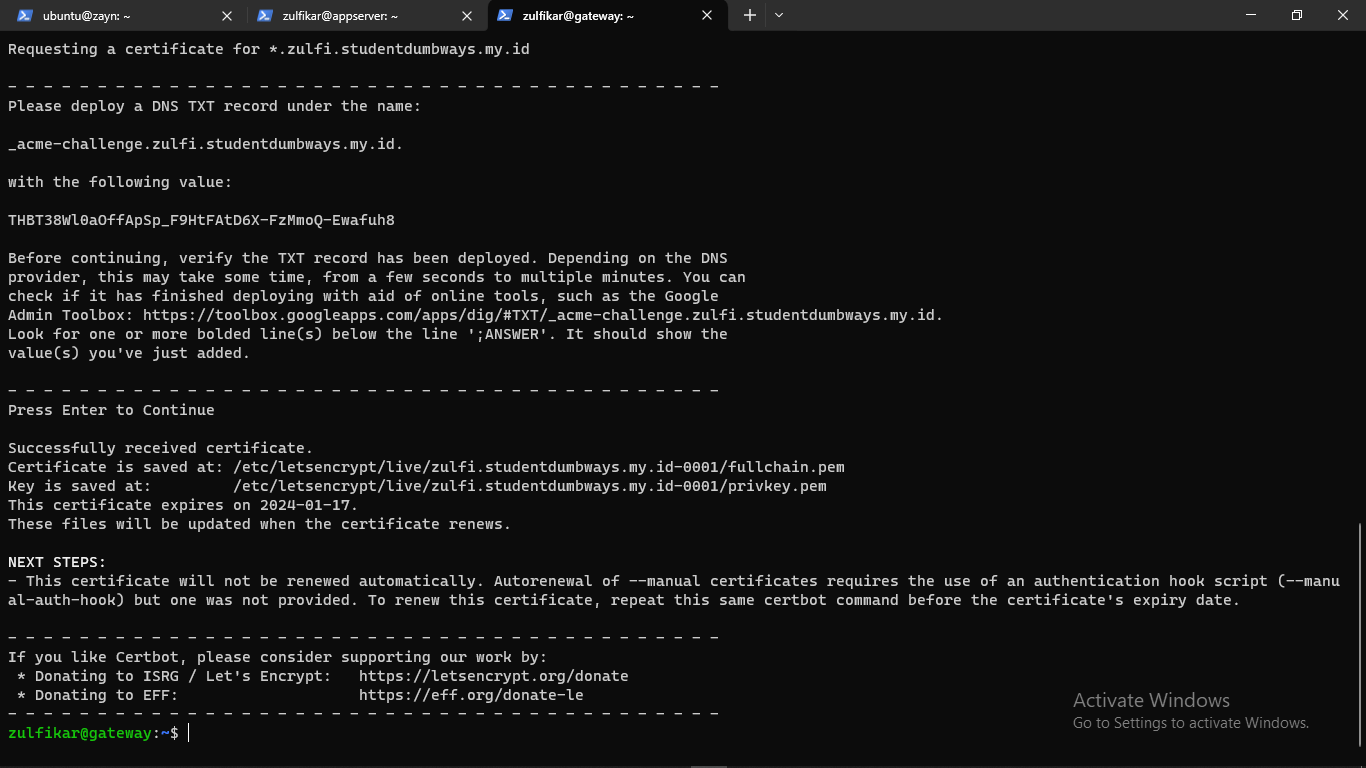 ubuntu@zayn: ~
zulfikar@appserver: ~
zulfikar@gateway: ~
Requesting a certificate for *.zulfi.studentdumbways.my.id
- - - - - - - - - - - - - - - - - - - - - - - - - - - - - - - - - - - - - - - -
Please deploy a DNS TXT record under the name:
_acme-challenge.zulfi.studentdumbways.my.id.
with the following value:
THBT38Wl0aOffApSp_F9HtFAtD6X-FzMmoQ-Ewafuh8
Before continuing, verify the TXT record has been deployed. Depending on the DNS
provider, this may take some time, from a few seconds to multiple minutes. You can
check if it has finished deploying with aid of online tools, such as the Google
Admin Toolbox: https://toolbox.googleapps.com/apps/dig/#TXT/_acme-challenge.zulfi.studentdumbways.my.id.
Look for one or more bolded line(s) below the line ';ANSWER'. It should show the
value(s) you've just added.
- - - - - - - - - - - - - - - - - - - - - - - - - - - - - - - - - - - - - - - -
Press Enter to Continue
Successfully received certificate.
Certificate is saved at: /etc/letsencrypt/live/zulfi.studentdumbways.my.id-0001/fullchain.pem
Key is saved at:         /etc/letsencrypt/live/zulfi.studentdumbways.my.id-0001/privkey.pem
This certificate expires on 2024-01-17.
These files will be updated when the certificate renews.
NEXT STEPS:
- This certificate will not be renewed automatically. Autorenewal of --manual certificates requires the use of an authentication hook script (--manu
al-auth-hook) but one was not provided. To renew this certificate, repeat this same certbot command before the certificate's expiry date.
- - - - - - - - - - - - - - - - - - - - - - - - - - - - - - - - - - - - - - - -
If you like Certbot, please consider supporting our work by:
 * Donating to ISRG / Let's Encrypt:   https://letsencrypt.org/donate
 * Donating to EFF:                    https://eff.org/donate-le
- - - - - - - - - - - - - - - - - - - - - - - - - - - - - - - - - - - - - - - -
zulfikar@gateway:~$
Activate Windows
Go to Settings to activate Windows.